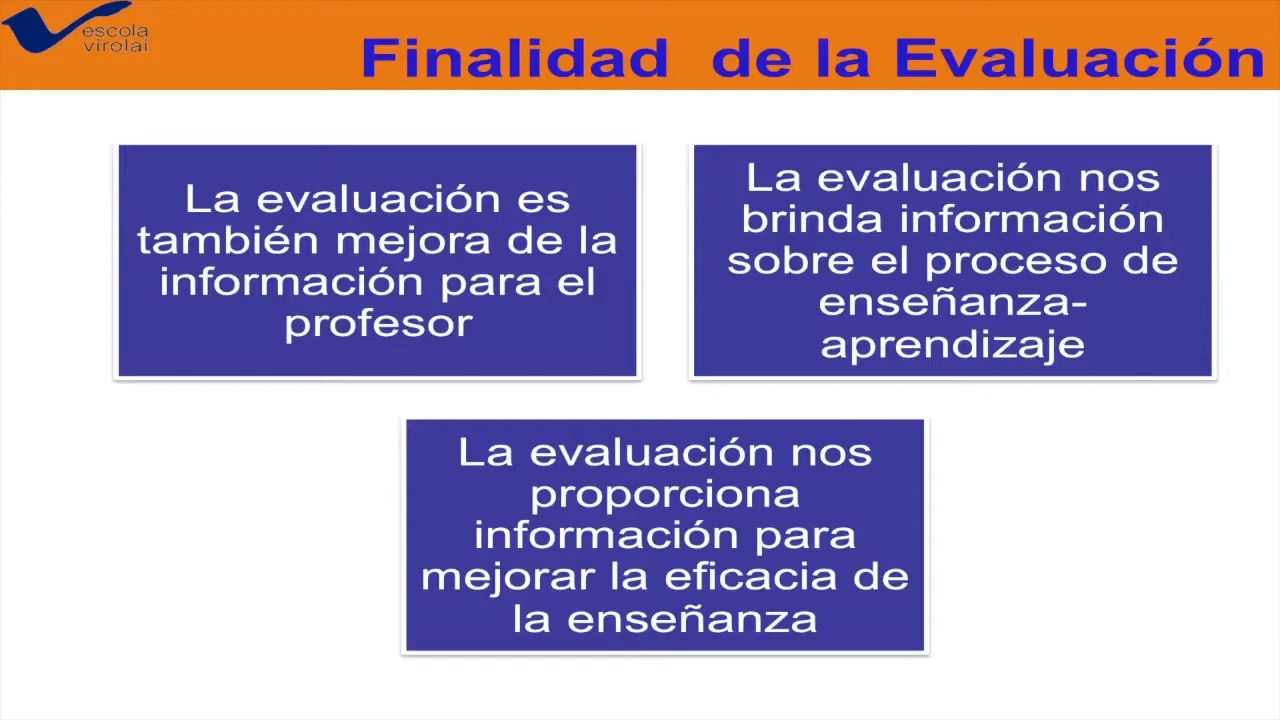 escola
virolai
Finalidad de la Evaluación
La evaluación es
también mejora de la
información para el
profesor
La evaluación nos
brinda información
sobre el proceso de
enseñanza-
aprendizaje
La evaluación nos
proporciona
información para
mejorar la eficacia de
la enseñanza